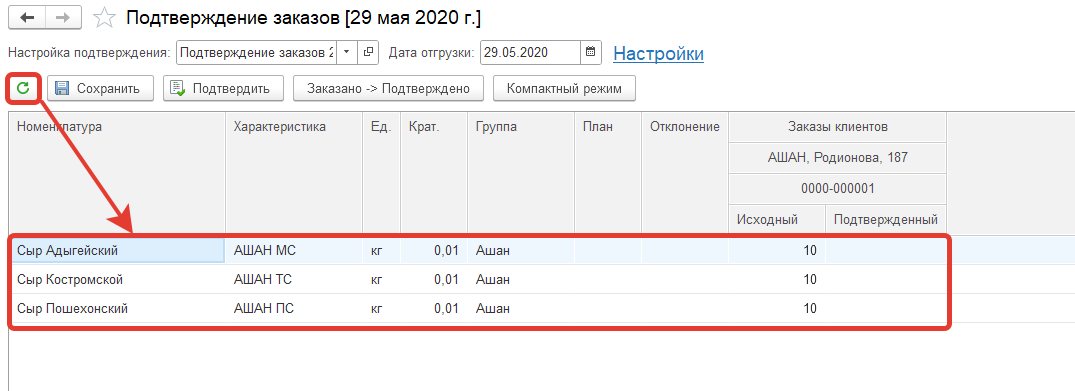 Подтверждение заказов [29 мая 2020 г.]
Настройка подтверждения: Подтверждение заказов 2 Дата отгрузки: 29.05.2020 Настройки
Сохранить Подтвердить Заказано -> Подтверждено Компактный режим
Номенклатура Характеристика Ед. Крат. Группа План Отклонение Заказы клиентов
АШАН, Родионова, 187
0000-000001
Исходный Подтвержденный
Сыр Адыгейский АШАН МС кг 0,01 Ашан 10
Сыр Костромской АШАН ТС кг 0,01 Ашан 10
Сыр Пошехонский АШАН ПС кг 0,01 Ашан 10